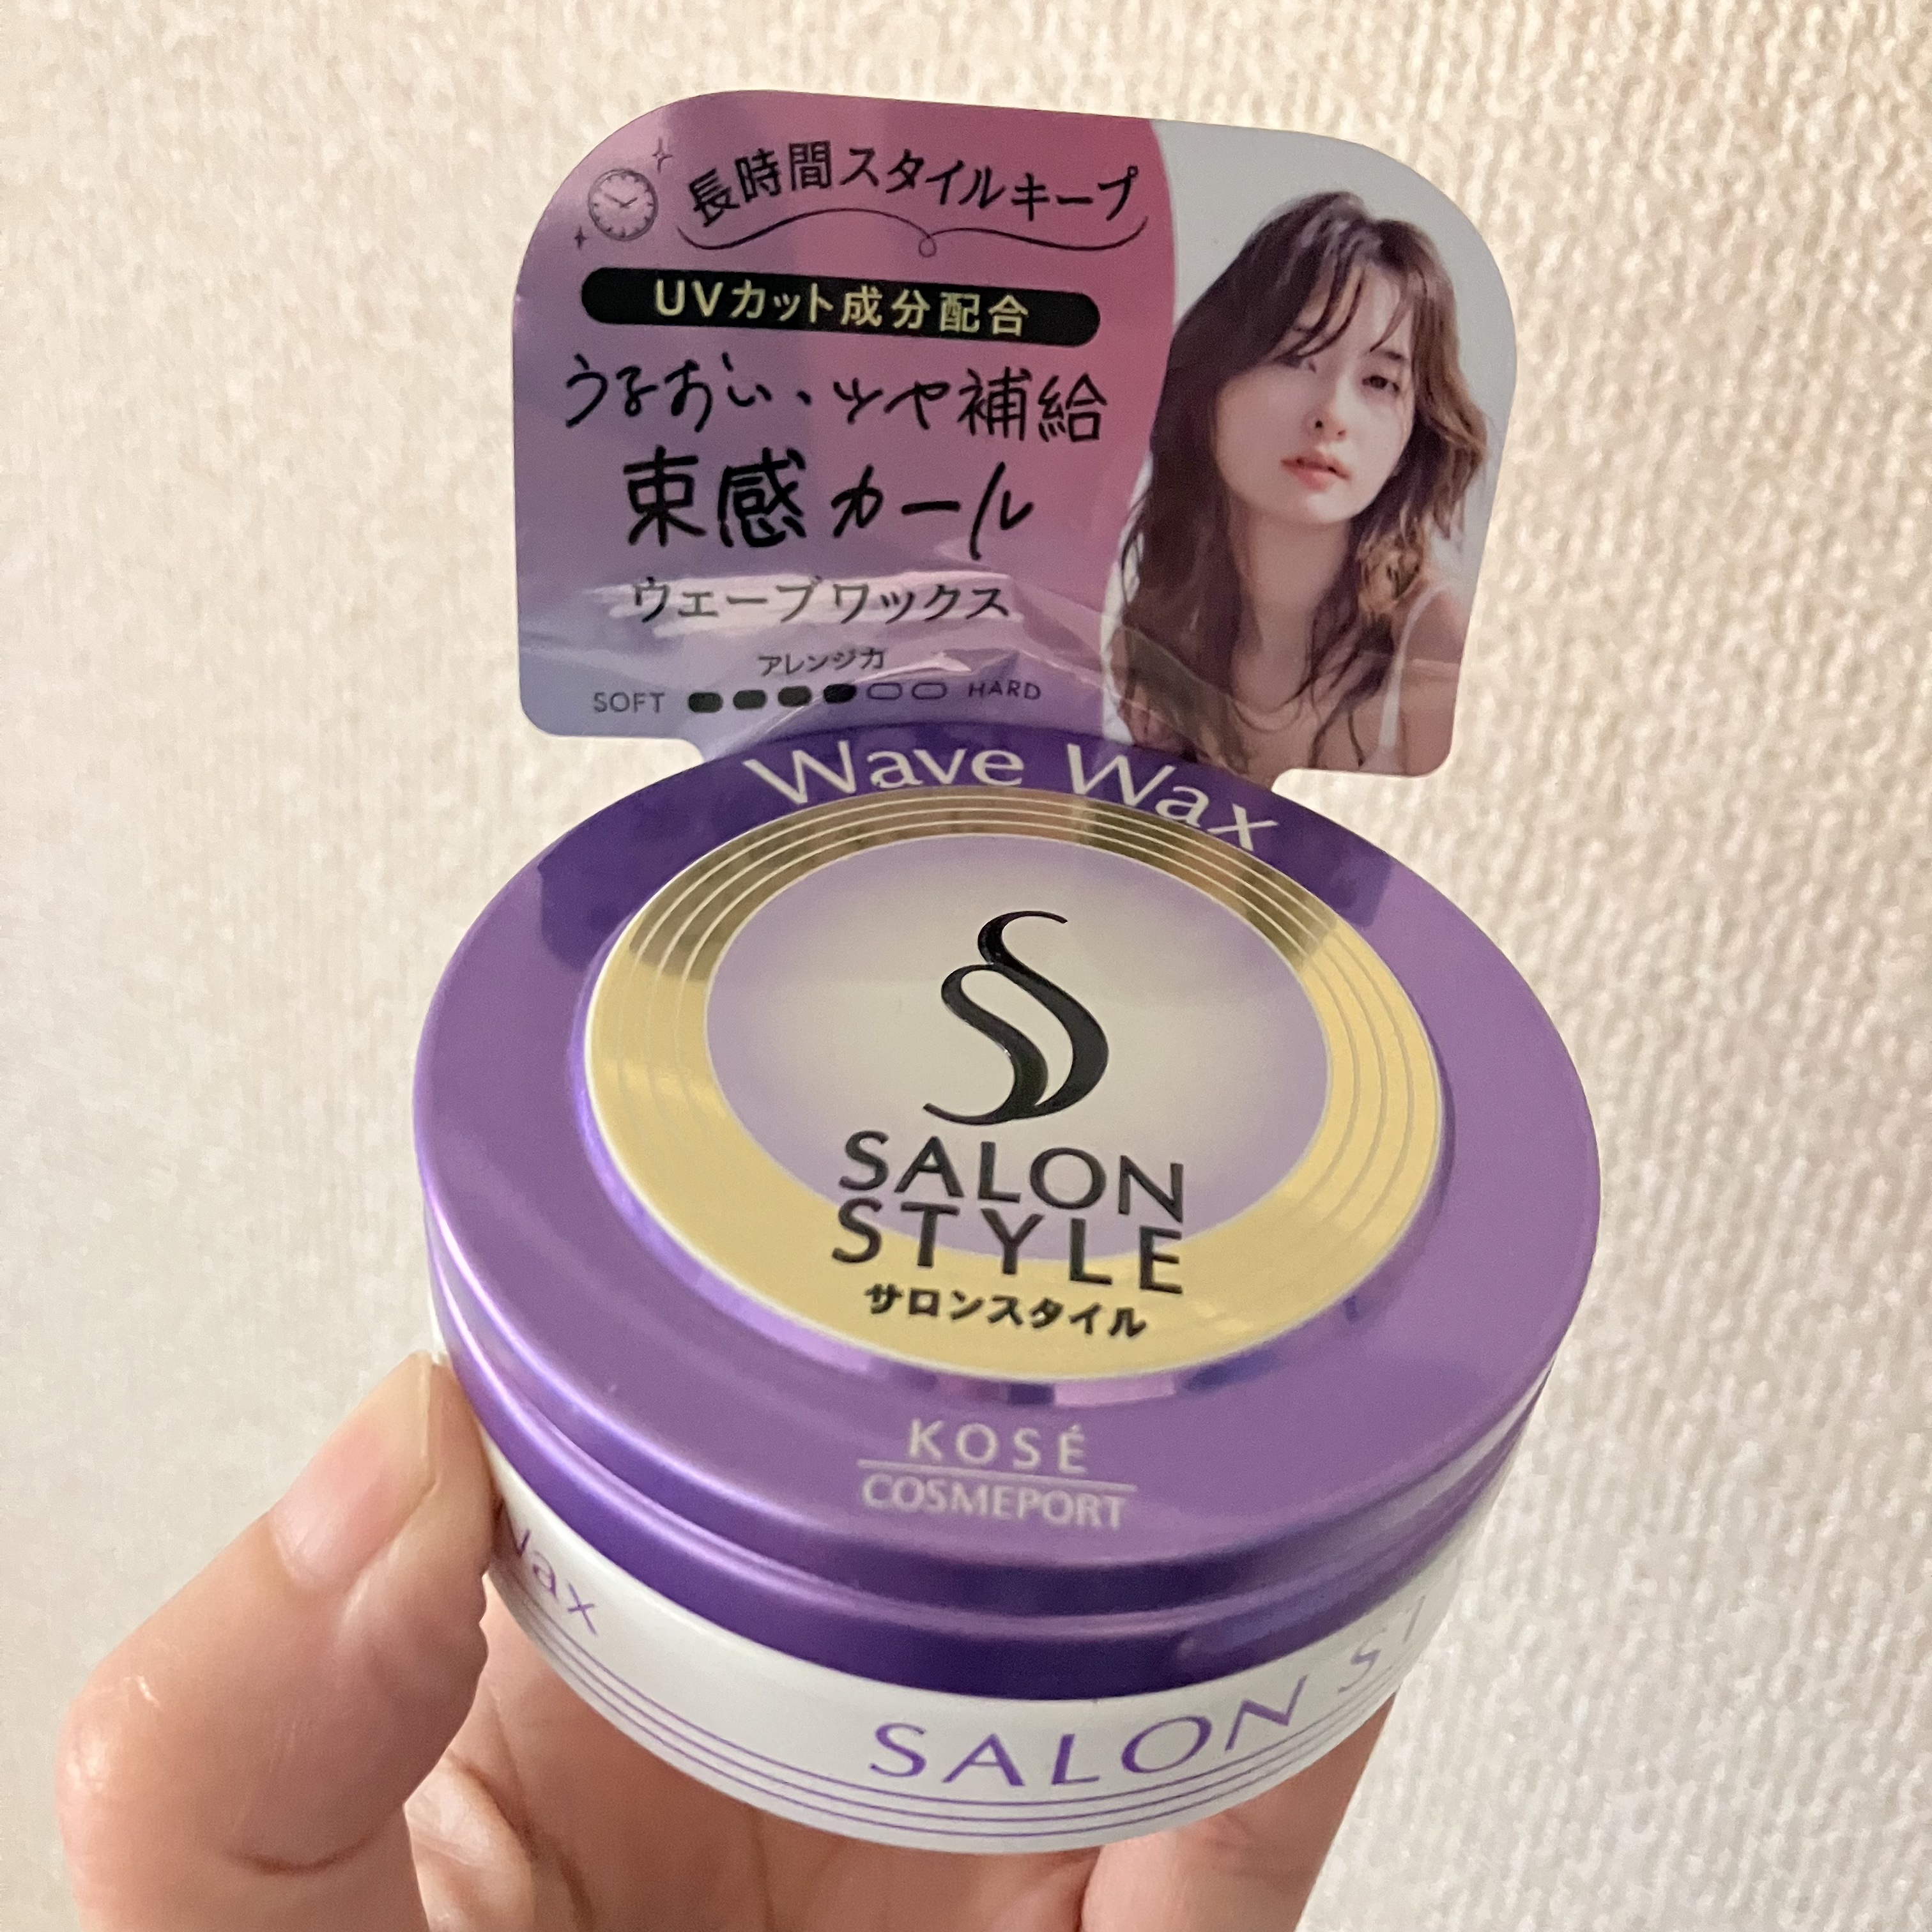 長時間スタイルキープ
UVカット成分配合
うるおい、ツヤ補給
束感カール
ウェーブワックス
アレンジ力
SOFT HARD
Wave Wax
SALON
STYLE
サロンスタイル
KOSÉ
COSMEPORT
Wax
SALON ST